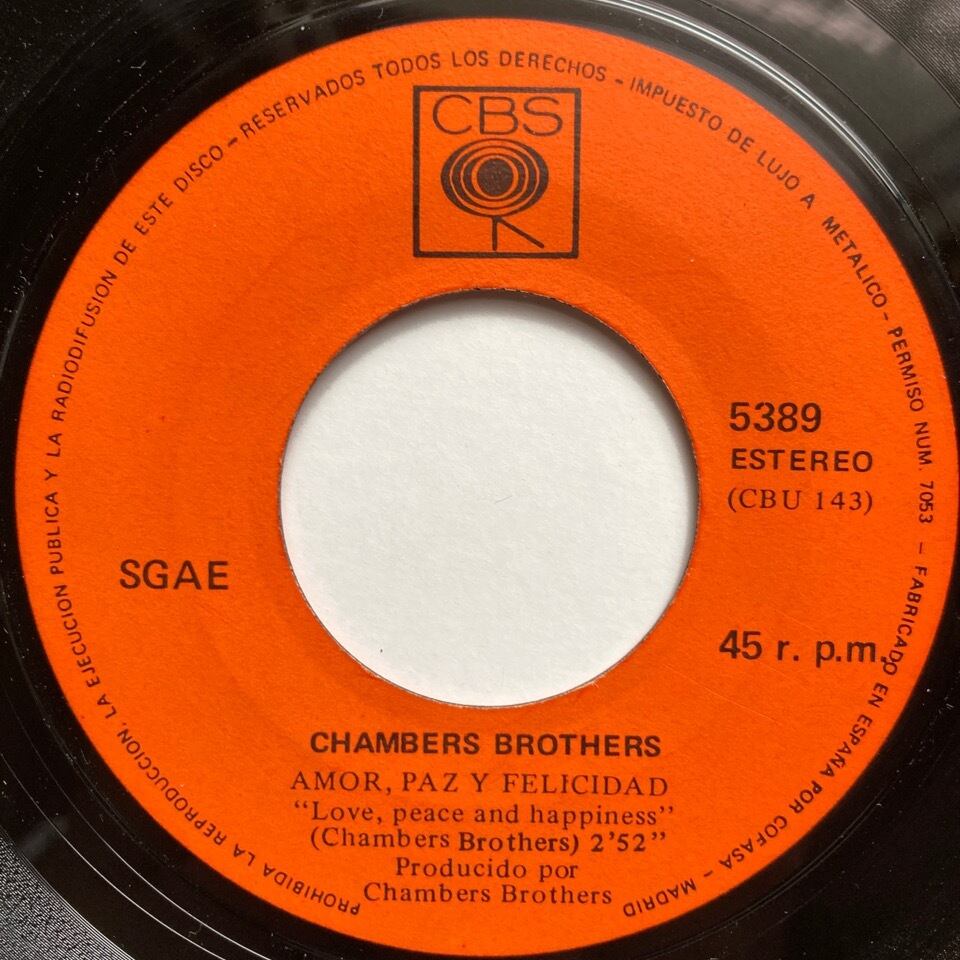 PROHIBIDA LA REPRODUCCION, LA EJECUCION PUBLICA Y LA RADIODIFUSION DE ESTE DISCO - RESERVADOS TODOS LOS DERECHOS - IMPUESTO DE LUJO A METALICO - PERMISO NUM. 7053 - FABRICADO EN ESPAÑA POR COFASA - MADRID
CBS
5389
ESTEREO
(CBU 143)
SGAE
45 r. p.m.
CHAMBERS BROTHERS
AMOR, PAZ Y FELICIDAD
"Love, peace and happiness"
(Chambers Brothers) 2'52"
Producido por
Chambers Brothers